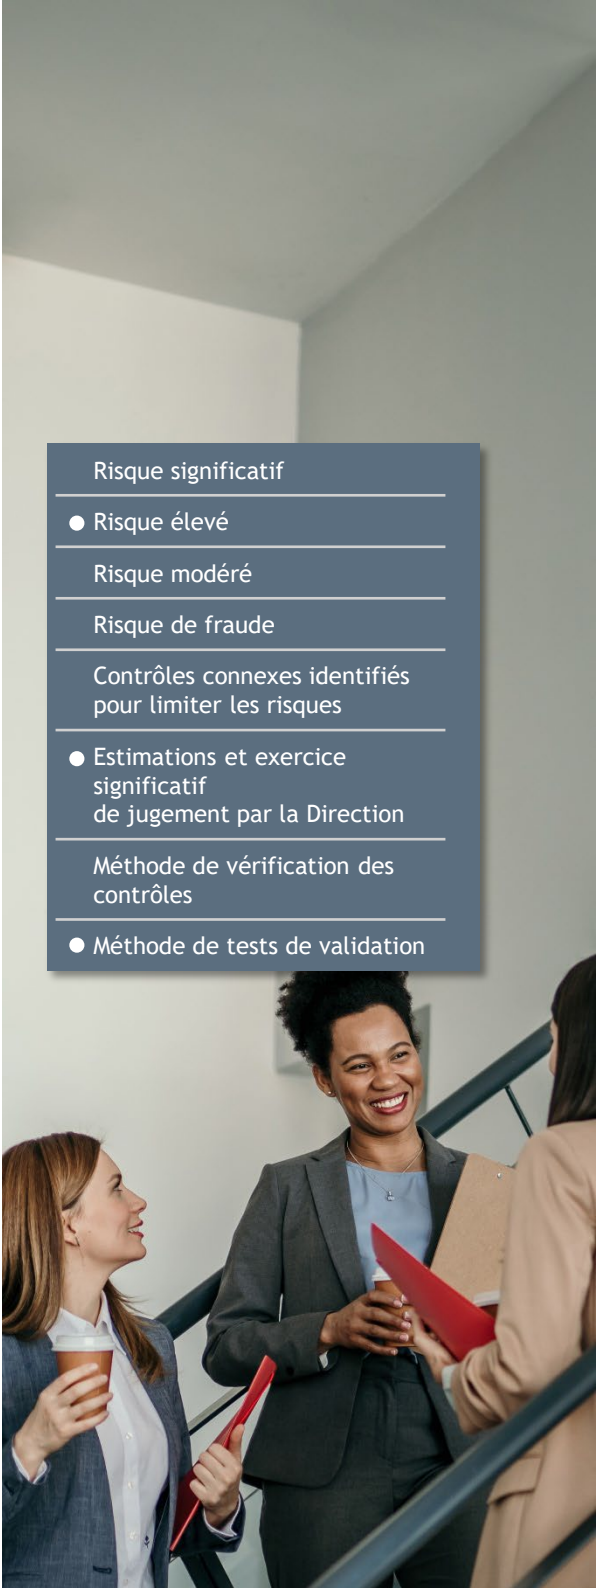 Risque significatif
● Risque élevé
Risque modéré
Risque de fraude
Contrôles connexes identifiés
pour limiter les risques
● Estimations et exercice
significatif
de jugement par la Direction
Méthode de vérification des
contrôles
● Méthode de tests de validation